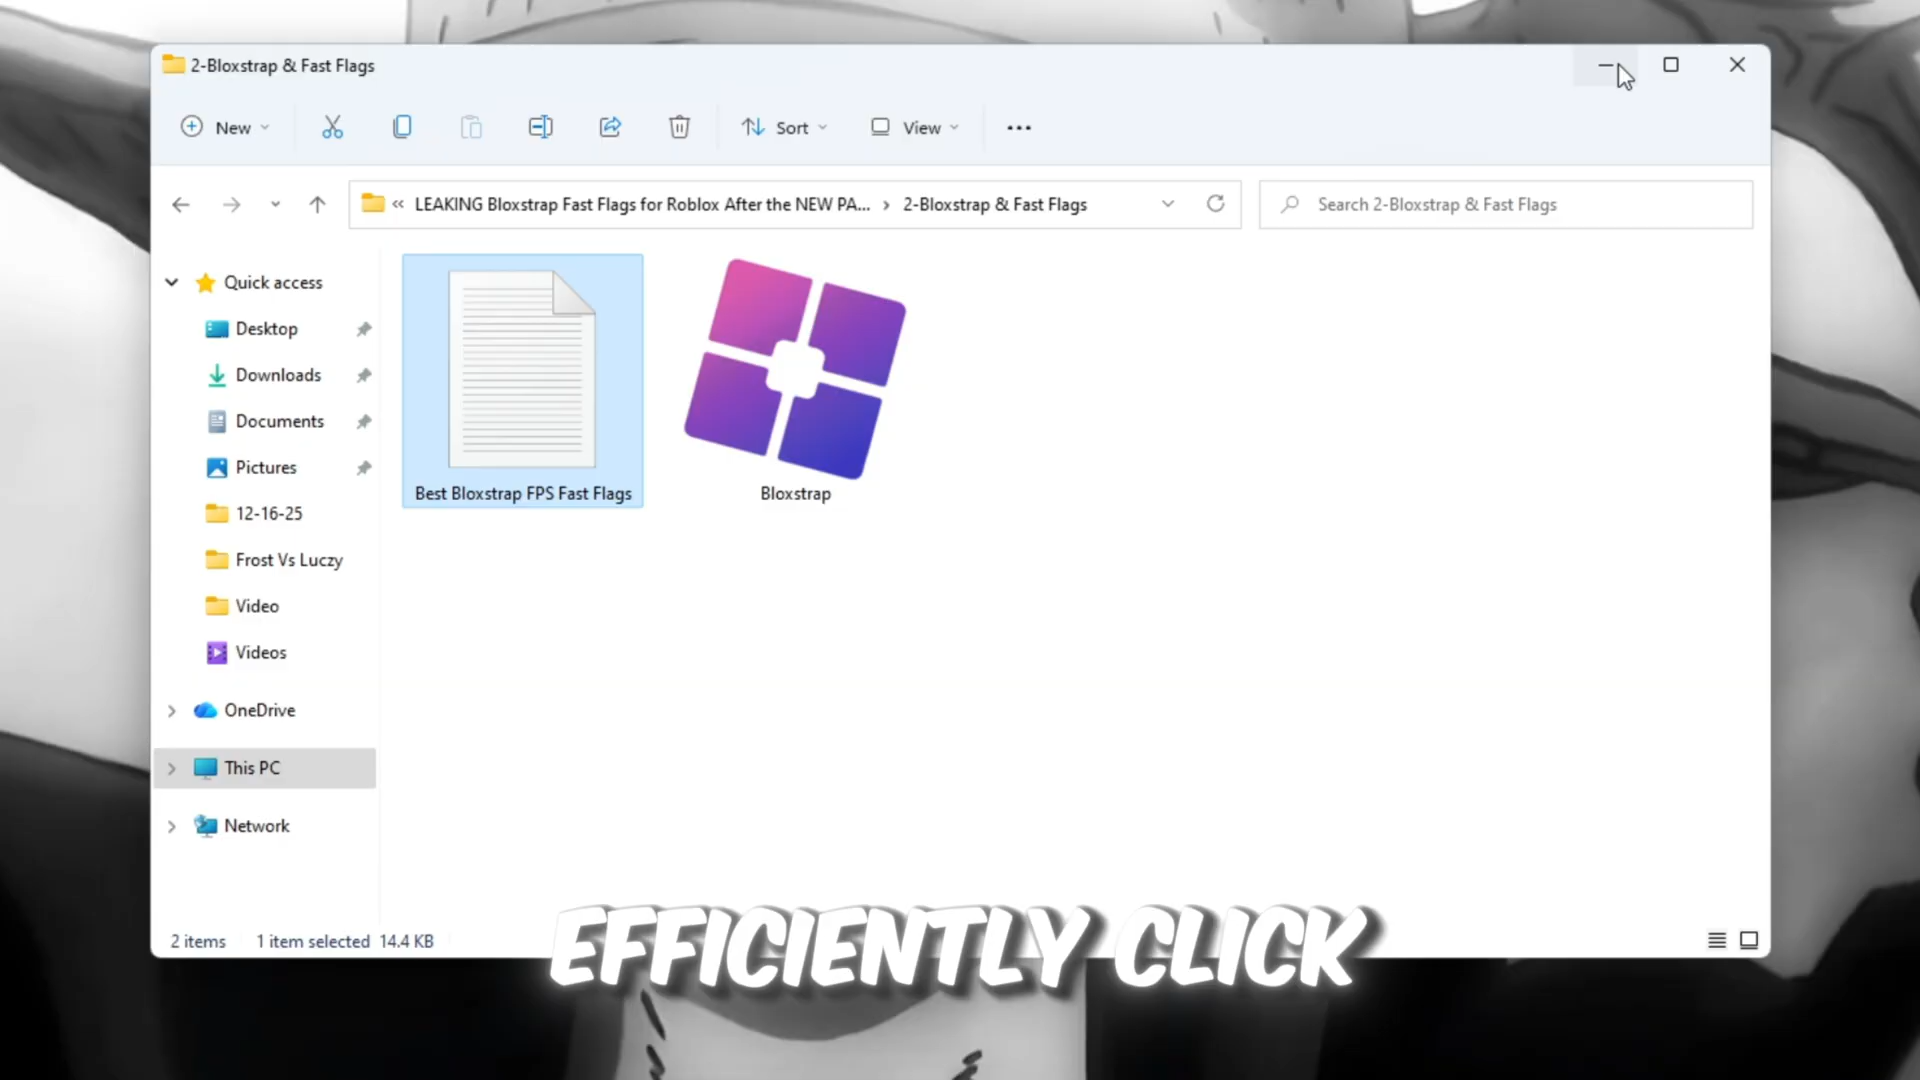 2-Bloxstrap & Fast Flags
New
Sort
View
« LEAKING Bloxstrap Fast Flags for Roblox After the NEW PA... › 2-Bloxstrap & Fast Flags
Search 2-Bloxstrap & Fast Flags
Quick access
Desktop
Downloads
Documents
Pictures
12-16-25
Frost Vs Luczy
Video
Videos
OneDrive
This PC
Network
Best Bloxstrap FPS Fast Flags
Bloxstrap
2 items
1 item selected 14.4 KB
EFFICIENTLY CLICK